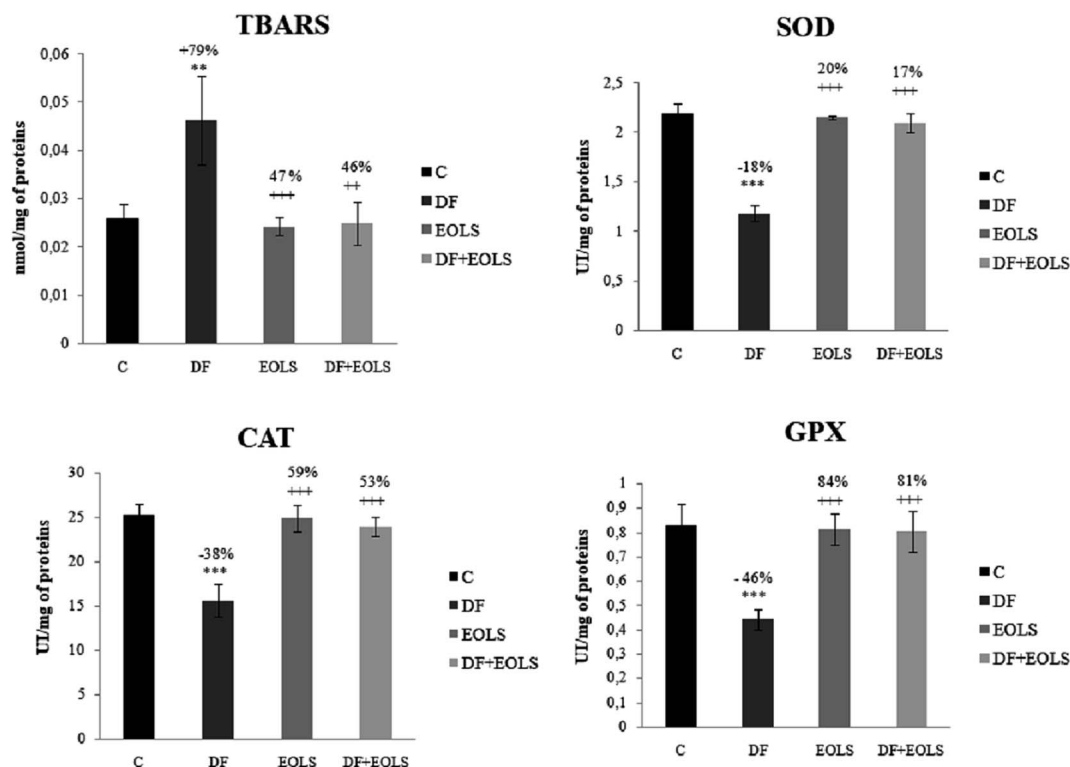 TBARS
nmol/mg of proteins
0,06
0,05
0,04
0,03
0,02
0,01
0
+79%
**
47%
+++
46%
++
C
DF
EOLS
DF+EOLS
C
DF
EOLS
DF+EOLS
SOD
UI/mg of proteins
2,5
2
1,5
1
0,5
0
-18%
***
20%
+++
17%
+++
C
DF
EOLS
DF+EOLS
C
DF
EOLS
DF+EOLS
CAT
UI/mg of proteins
30
25
20
15
10
5
0
-38%
***
59%
+++
53%
+++
C
DF
EOLS
DF+EOLS
C
DF
EOLS
DF+EOLS
GPX
UI/mg of proteins
1
0,9
0,8
0,7
0,6
0,5
0,4
0,3
0,2
0,1
0
- 46%
***
84%
+++
81%
+++
C
DF
EOLS
DF+EOLS
C
DF
EOLS
DF+EOLS